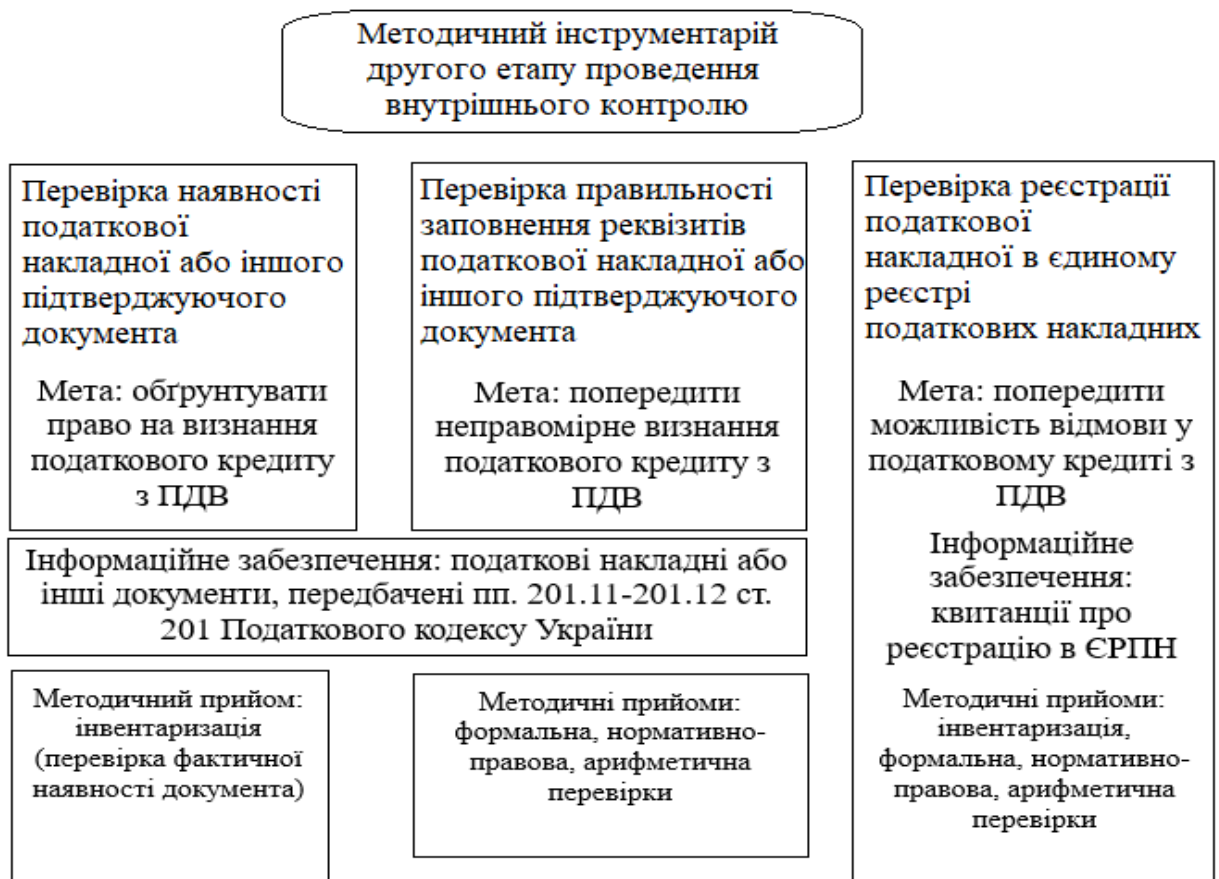 Методичний інструментарій
другого етапу проведення
внутрішнього контролю
Перевірка наявності
податкової
накладної або іншого
підтверджуючого
документа
Мета: обґрунтувати
право на визнання
податкового кредиту
з ПДВ
Перевірка правильності
заповнення реквізитів
податкової накладної або
іншого підтверджуючого
документа
Мета: попередити
неправомірне визнання
податкового кредиту з
ПДВ
Перевірка реєстрації
податкової
накладної в єдиному
реєстрі
податкових накладних
Мета: попередити
можливість відмови у
податковому кредиті з
ПДВ
Інформаційне
забезпечення:
квитанції про
реєстрацію в ЄРПН
Методичні прийоми:
інвентаризація,
формальна, нормативно-
правова, арифметична
перевірки
Інформаційне забезпечення: податкові накладні або
інші документи, передбачені пп. 201.11-201.12 ст.
201 Податкового кодексу України
Методичний прийом:
інвентаризація
(перевірка фактичної
наявності документа)
Методичні прийоми:
формальна, нормативно-
правова, арифметична
перевірки